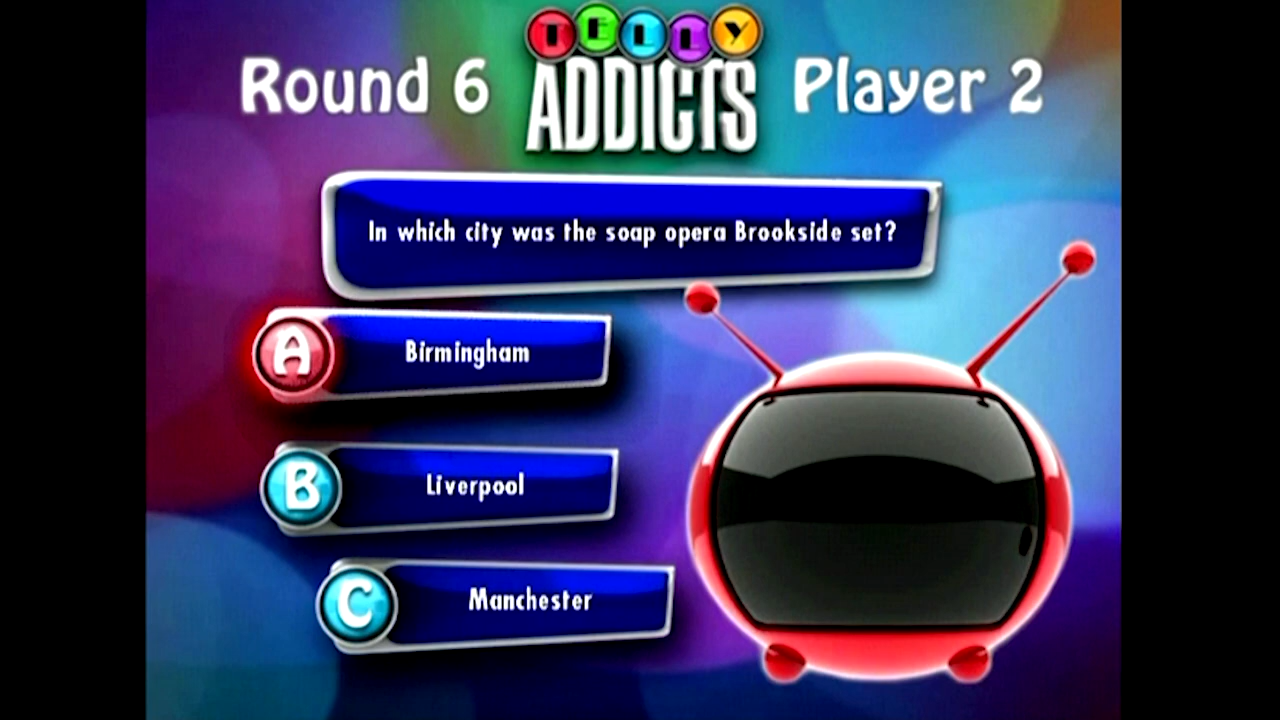 TELLY
Round 6 ADDICTS Player 2
In which city was the soap opera Brookside set?
A Birmingham
B Liverpool
C Manchester